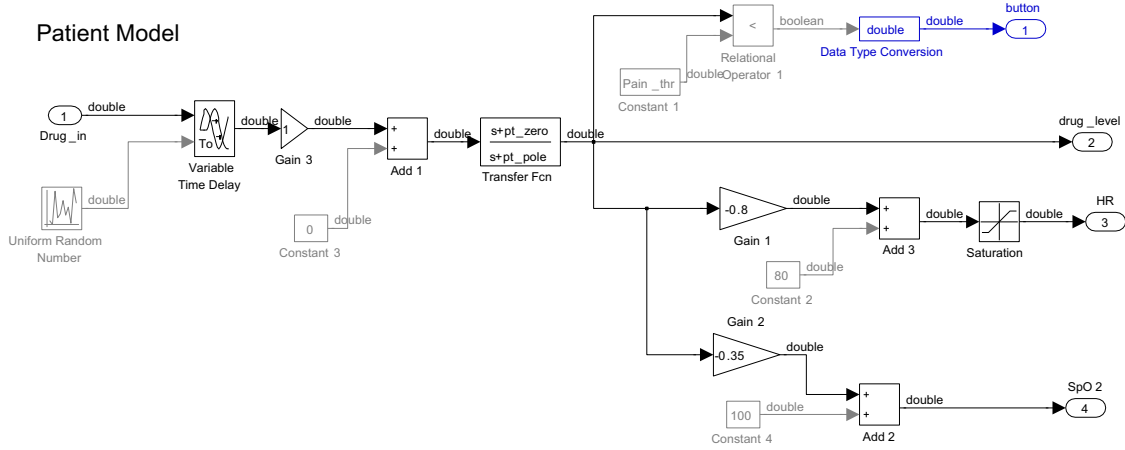 Patient Model
button
<
boolean
double
double
1
Data Type Conversion
Relational
Operator 1
Pain _thr
double
Constant 1
1
double
Drug _in
To
Variable
Time Delay
double
1
double
Gain 3
+
+
Add 1
double
s+pt_zero
s+pt_pole
Transfer Fcn
double
drug _level
2
double
Uniform Random
Number
0
double
Constant 3
-0.8
double
Gain 1
+
+
Add 3
double
Saturation
double
HR
3
80
double
Constant 2
Gain 2
-0.35
double
100
double
Constant 4
+
+
Add 2
double
SpO 2
4